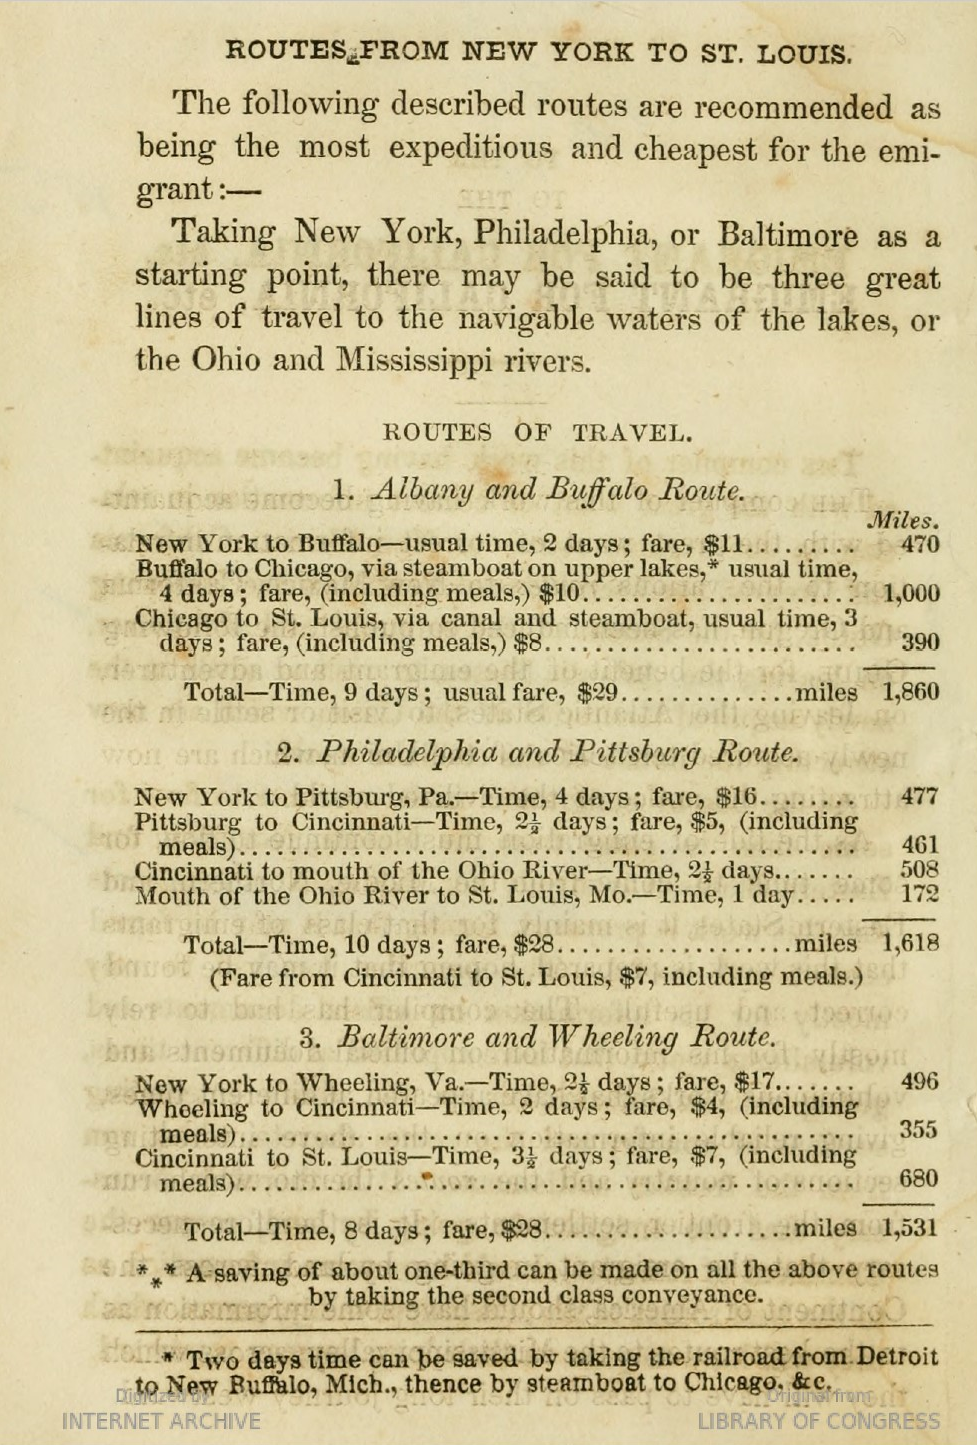 ROUTES FROM NEW YORK TO ST. LOUIS.
The following described routes are recommended as
being the most expeditious and cheapest for the emi-
grant:—
Taking New York, Philadelphia, or Baltimore as a
starting point, there may be said to be three great
lines of travel to the navigable waters of the lakes, or
the Ohio and Mississippi rivers.
ROUTES OF TRAVEL.
1. Albany and Buffalo Route.
Miles.
New York to Buffalo—usual time, 2 days; fare, $11......... 470
Buffalo to Chicago, via steamboat on upper lakes,* usual time,
4 days; fare, (including meals,) $10........................ 1,000
Chicago to St. Louis, via canal and steamboat, usual time, 3
days; fare, (including meals,) $8........................... 390
Total—Time, 9 days; usual fare, $29..............miles 1,860
2. Philadelphia and Pittsburg Route.
New York to Pittsburg, Pa.—Time, 4 days; fare, $16........ 477
Pittsburg to Cincinnati—Time, 2½ days; fare, $5, (including
meals)..................................................... 461
Cincinnati to mouth of the Ohio River—Time, 2½ days....... 508
Mouth of the Ohio River to St. Louis, Mo.—Time, 1 day..... 172
Total—Time, 10 days; fare, $28...................miles 1,618
(Fare from Cincinnati to St. Louis, $7, including meals.)
3. Baltimore and Wheeling Route.
New York to Wheeling, Va.—Time, 2½ days; fare, $17....... 496
Wheeling to Cincinnati—Time, 2 days; fare, $4, (including
meals)..................................................... 355
Cincinnati to St. Louis—Time, 3½ days; fare, $7, (including
meals)..................................................... 680
Total—Time, 8 days; fare, $28....................miles 1,531
*** A saving of about one-third can be made on all the above routes
by taking the second class conveyance.
* Two days time can be saved by taking the railroad from Detroit
to New Buffalo, Mich., thence by steamboat to Chicago, &c.
Digitized by Original from
INTERNET ARCHIVE LIBRARY OF CONGRESS